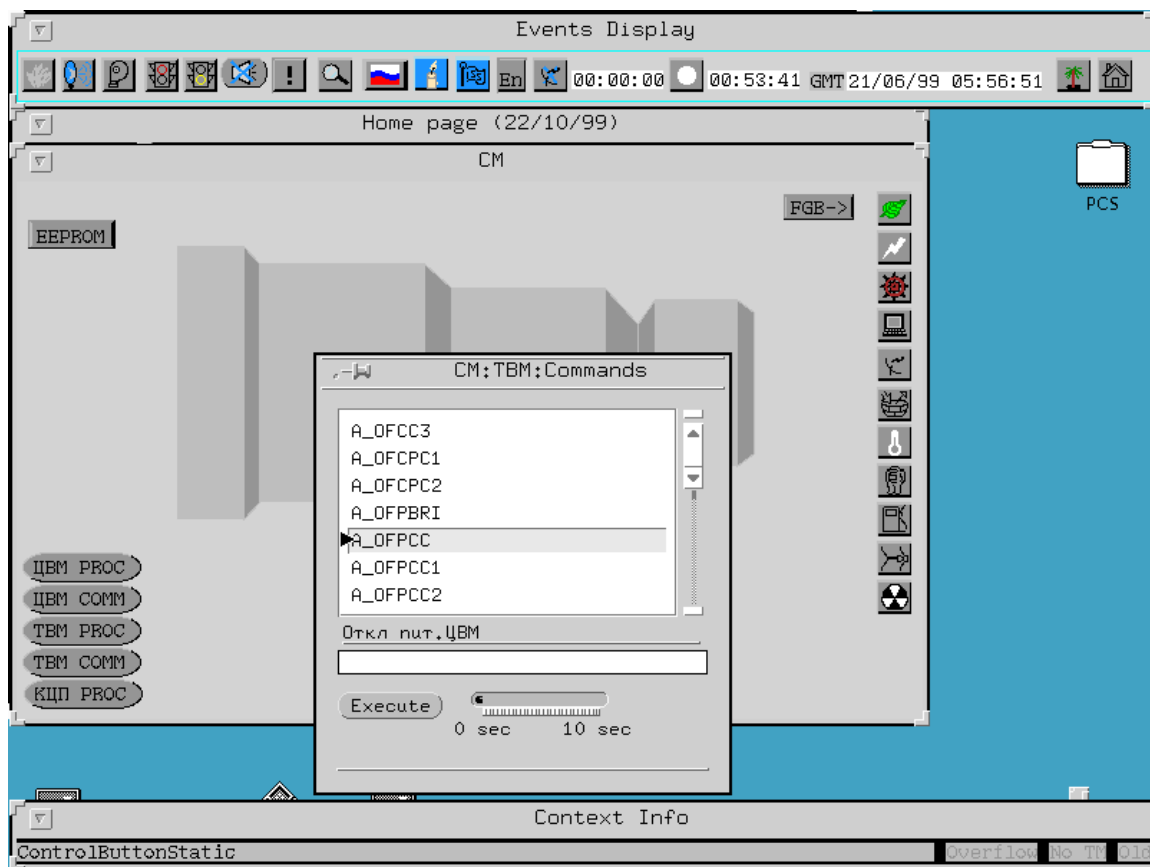 Events Display
! En 00:00:00 00:53:41 GMT 21/06/99 05:56:51
Home page (22/10/99)
CM
PCS
FGB->
EEPROM
CM:TBM:Commands
A_OFCC3
A_OFCPC1
A_OFCPC2
A_OFPBRI
A_OFPCC
A_OFPCC1
A_OFPCC2
Откл пит.ЦВМ
Execute
0 sec 10 sec
ЦВМ PROC
ЦВМ COMM
ТВМ PROC
ТВМ COMM
КЦП PROC
Context Info
ControlButtonStatic Overflow No TM Old